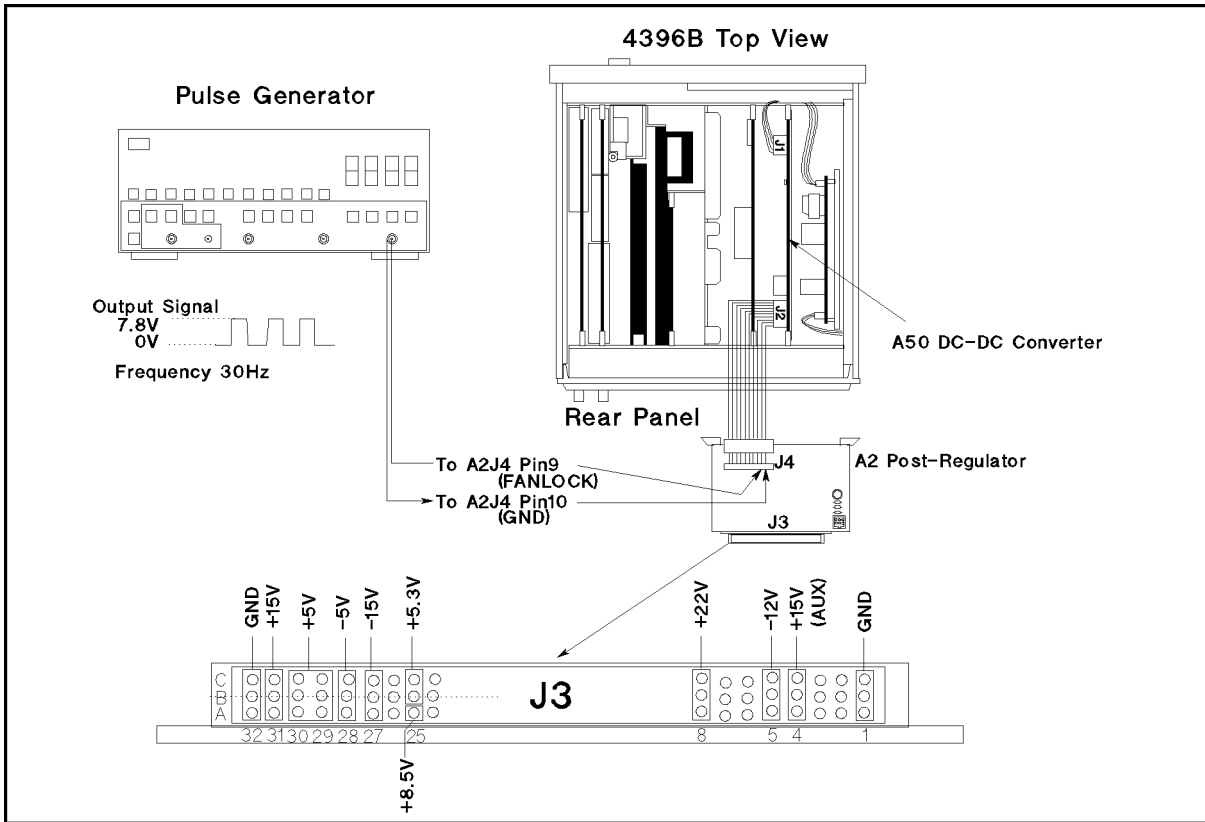 4396B Top View
Pulse Generator
J1
J2
Output Signal
7.8V
0V
Frequency 30Hz
A50 DC-DC Converter
Rear Panel
To A2J4 Pin9
(FANLOCK)
To A2J4 Pin10
(GND)
J4
A2 Post-Regulator
J3
GND
+15V
+5V
-5V
-15V
+5.3V
+22V
-12V
+15V
(AUX)
GND
C
B
A
J3
32 31 30 29 28 27 25 8 5 4 1
+8.5V